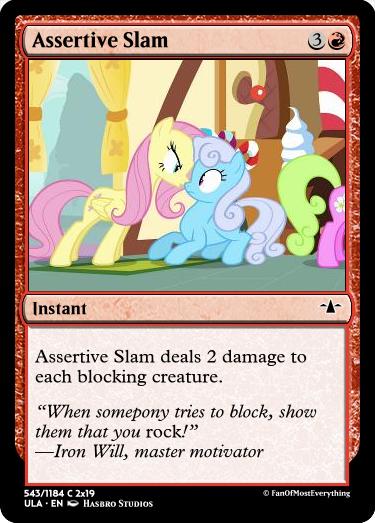 Assertive Slam 3
Instant
Assertive Slam deals 2 damage to
each blocking creature.
“When somepony tries to block, show
them that you rock!”
—Iron Will, master motivator
543/1184 C 2x19
ULA • EN Hasbro Studios © FanOfMostEverything